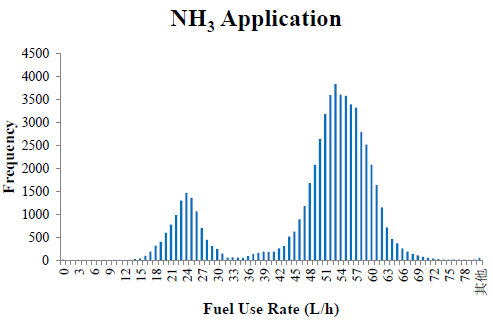 NH3 Application
4500
4000
3500
3000
2500
2000
1500
1000
500
0
Frequency
0 3 6 9 12 15 18 21 24 27 30 33 36 39 42 45 48 51 54 57 60 63 66 69 72 75 78 其他
Fuel Use Rate (L/h)